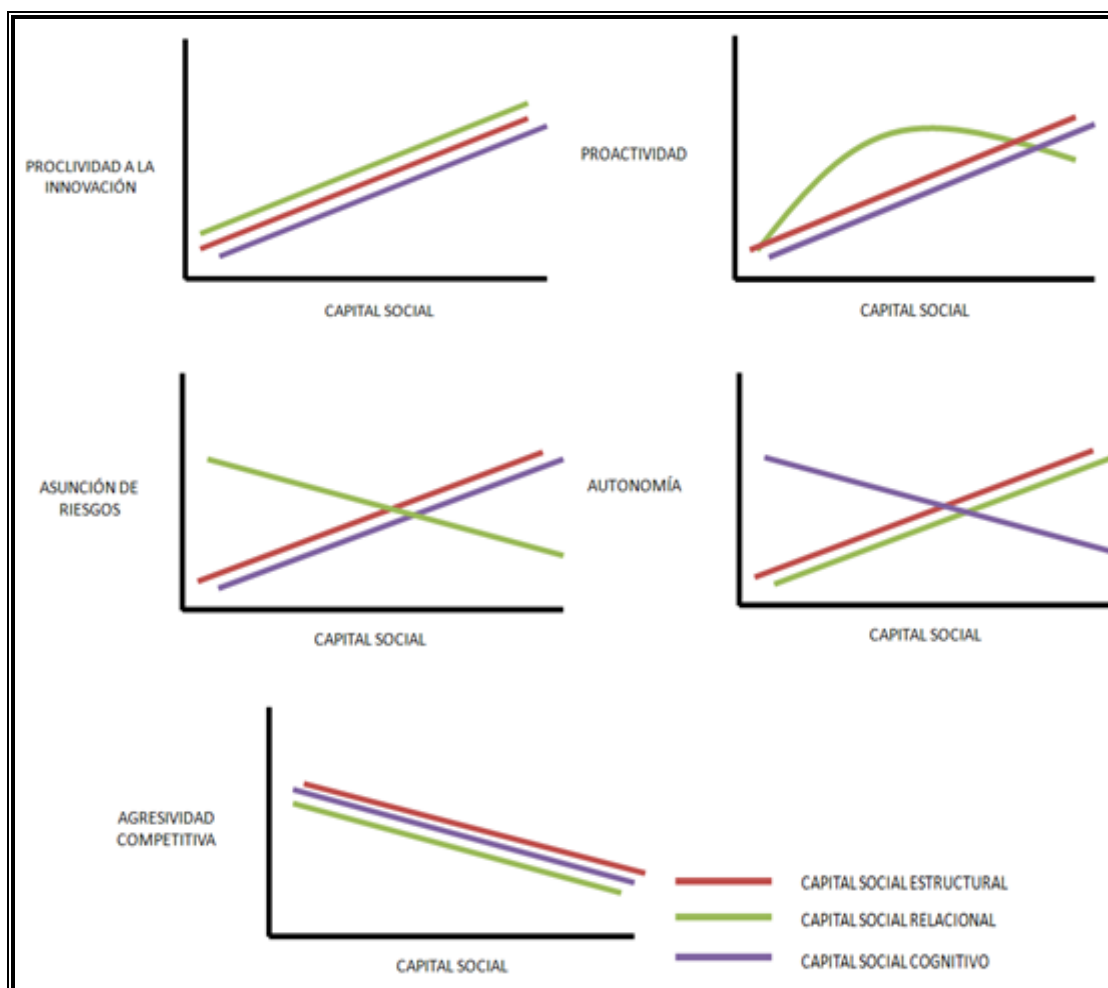 PROCLIVIDAD A LA
INNOVACIÓN
CAPITAL SOCIAL
PROACTIVIDAD
CAPITAL SOCIAL
ASUNCIÓN DE
RIESGOS
CAPITAL SOCIAL
AUTONOMÍA
CAPITAL SOCIAL
AGRESIVIDAD
COMPETITIVA
CAPITAL SOCIAL
CAPITAL SOCIAL ESTRUCTURAL
CAPITAL SOCIAL RELACIONAL
CAPITAL SOCIAL COGNITIVO